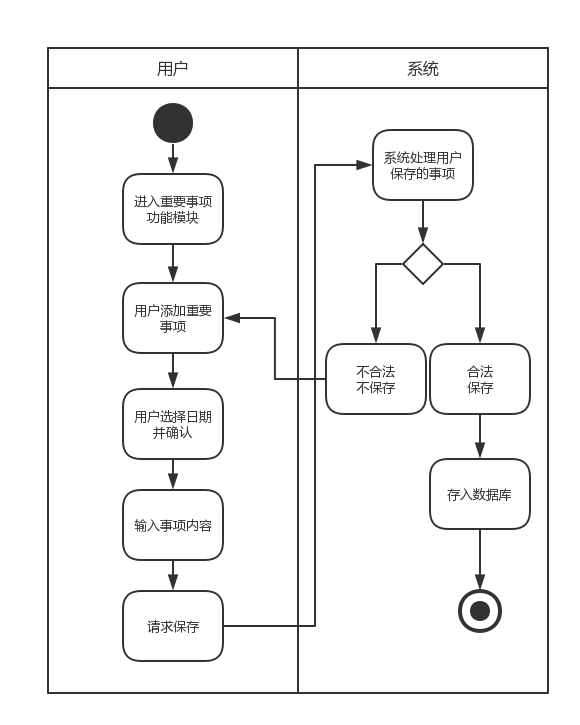 用户
系统
进入重要事项
功能模块
用户添加重要
事项
用户选择日期
并确认
输入事项内容
请求保存
系统处理用户
保存的事项
不合法
不保存
合法
保存
存入数据库